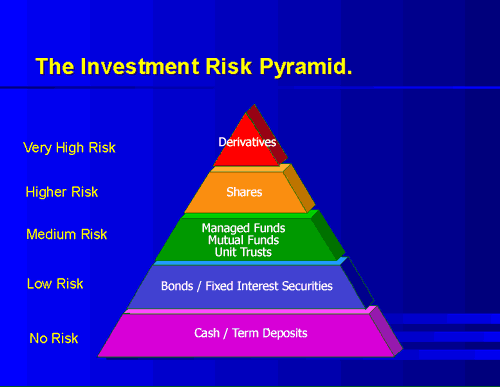 The Investment Risk Pyramid.
Very High Risk
Derivatives
Higher Risk
Shares
Medium Risk
Managed Funds
Mutual Funds
Unit Trusts
Low Risk
Bonds / Fixed Interest Securities
No Risk
Cash / Term Deposits